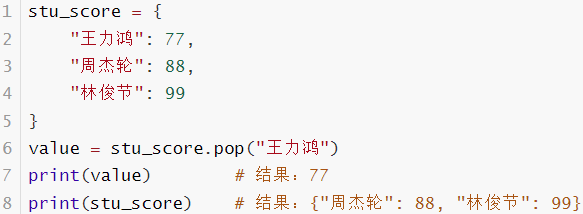 1 stu_score = {
2     "王力鸿": 77,
3     "周杰轮": 88,
4     "林俊节": 99
5 }
6 value = stu_score.pop("王力鸿")
7 print(value)        # 结果：77
8 print(stu_score)    # 结果：{"周杰轮": 88, "林俊节": 99}